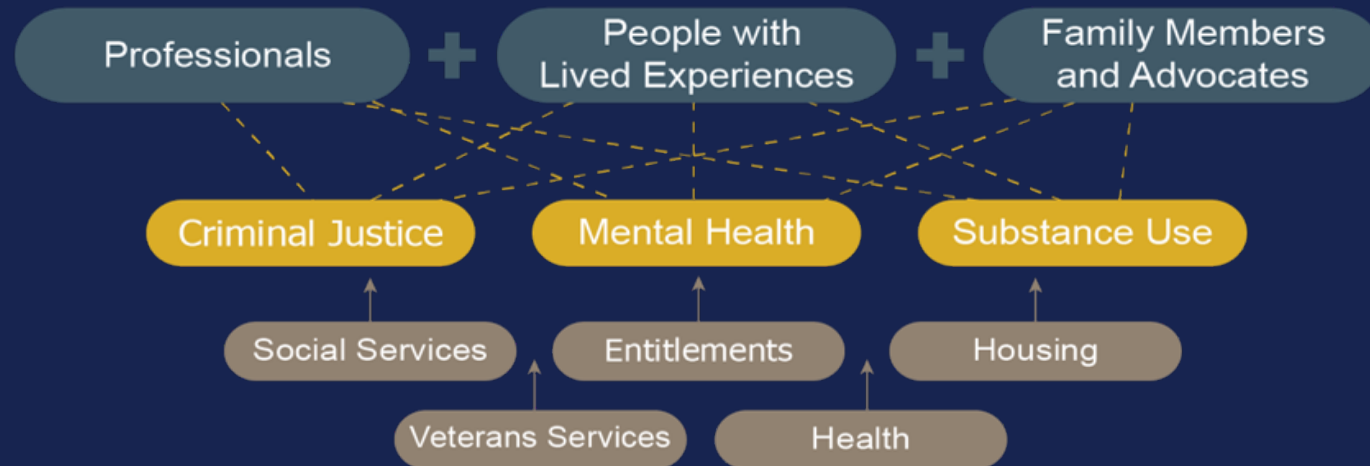 Professionals
People with
Lived Experiences
Family Members
and Advocates
Criminal Justice
Mental Health
Substance Use
Social Services
Entitlements
Housing
Veterans Services
Health